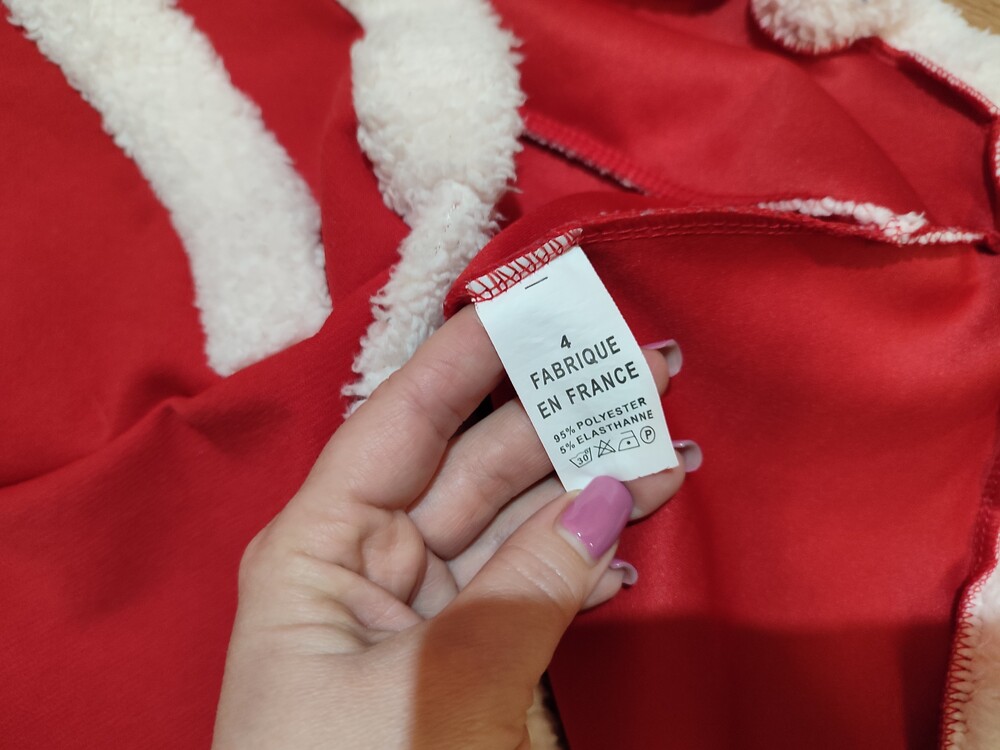 4
FABRIQUE
EN FRANCE
95% POLYESTER
5% ELASTHANNE
30° P